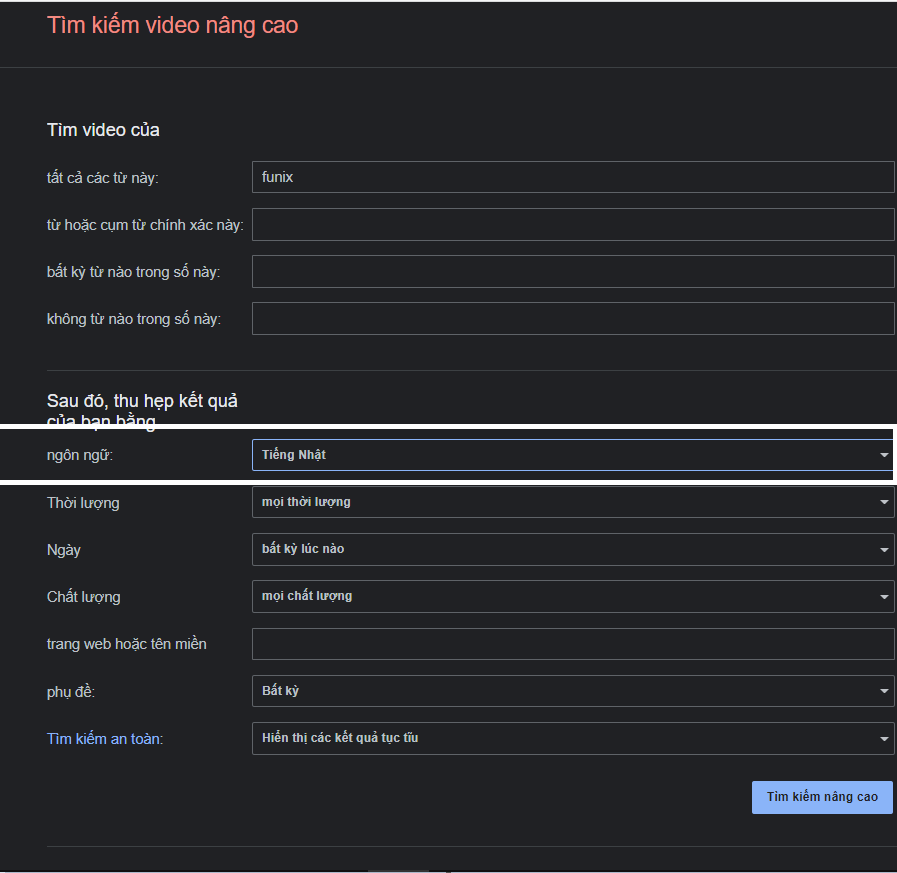 Tìm kiếm video nâng cao
Tìm video của
tất cả các từ này:
funix
từ hoặc cụm từ chính xác này:
bất kỳ từ nào trong số này:
không từ nào trong số này:
Sau đó, thu hẹp kết quả
của bạn bằng
ngôn ngữ:
Tiếng Nhật
Thời lượng
mọi thời lượng
Ngày
bất kỳ lúc nào
Chất lượng
mọi chất lượng
trang web hoặc tên miền
phụ đề:
Bất kỳ
Tìm kiếm an toàn:
Hiển thị các kết quả tục tĩu
Tìm kiếm nâng cao